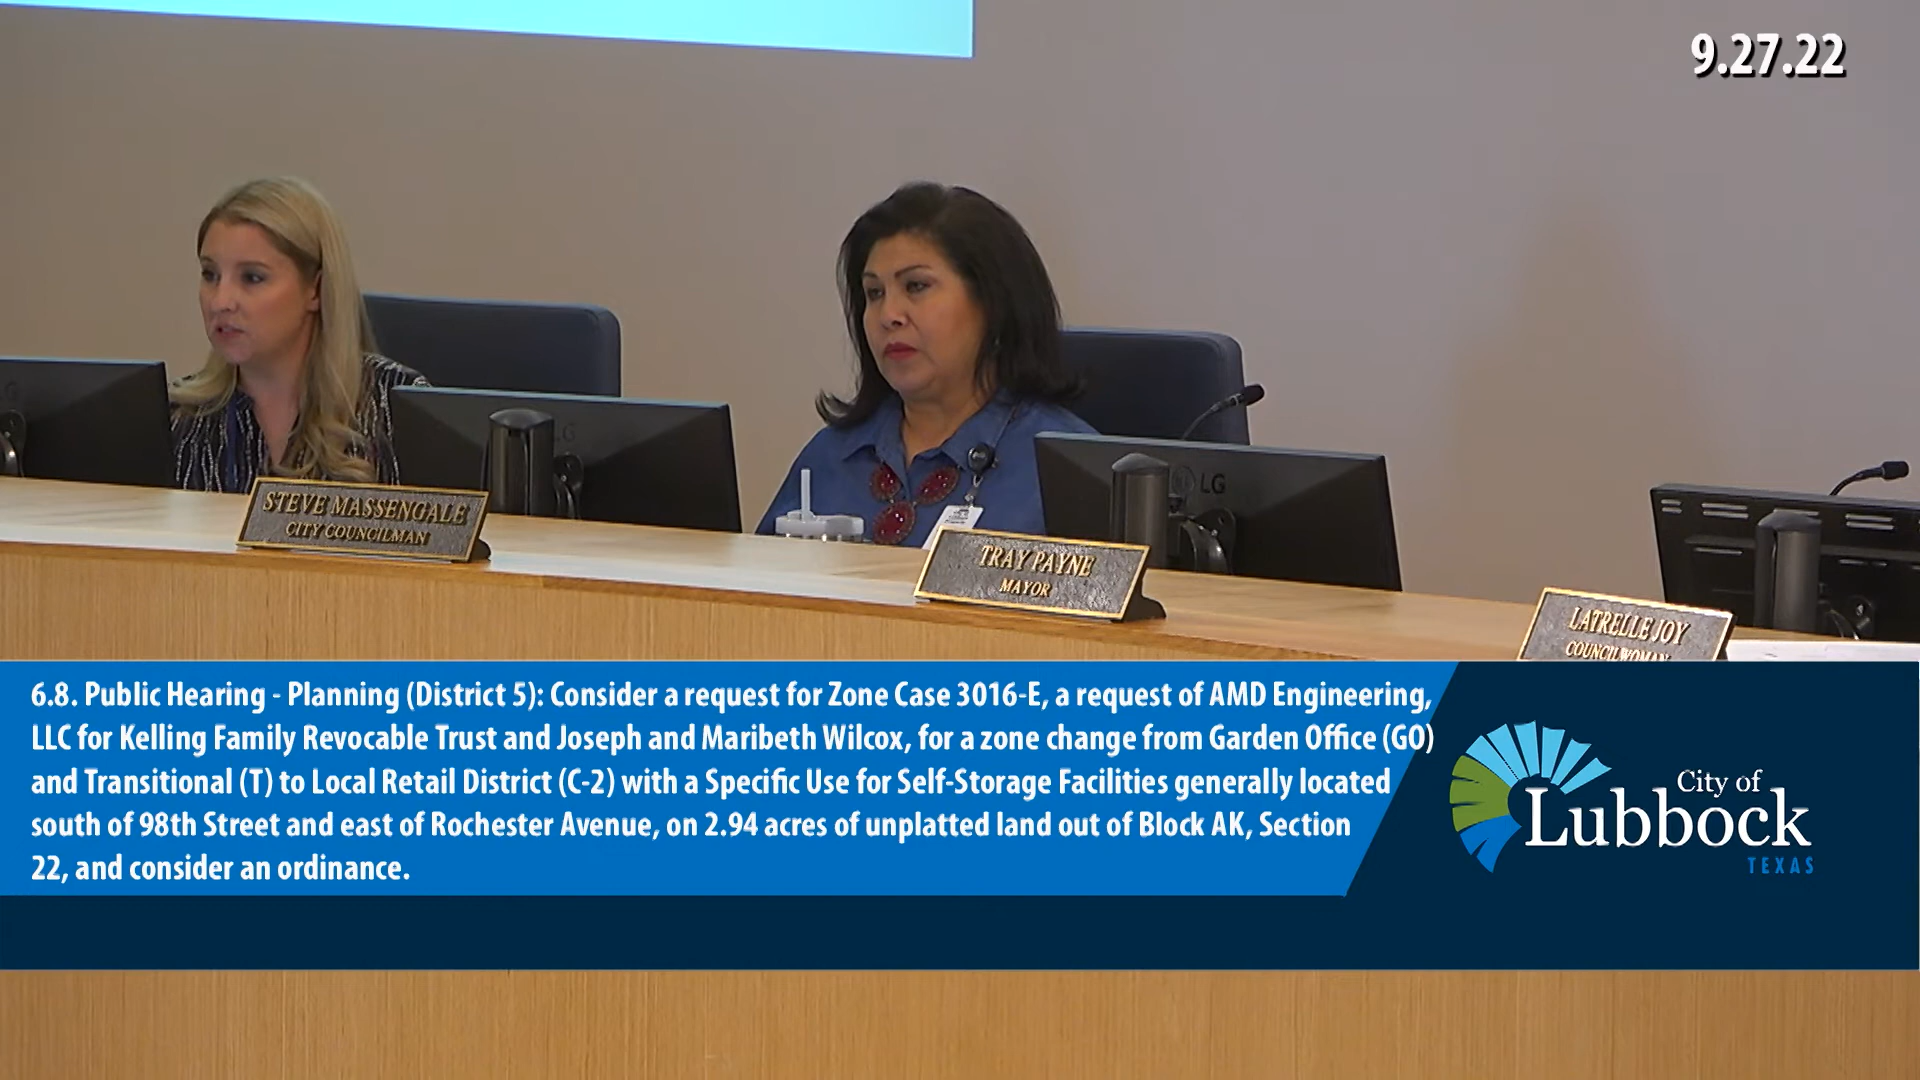 9.27.22
STEVE MASSENGALE
CITY COUNCILMAN
TRAY PAYNE
MAYOR
LATRELLE JOY
COUNCILWOMAN
LG
LG
6.8. Public Hearing - Planning (District 5): Consider a request for Zone Case 3016-E, a request of AMD Engineering,
LLC for Kelling Family Revocable Trust and Joseph and Maribeth Wilcox, for a zone change from Garden Office (GO)
and Transitional (T) to Local Retail District (C-2) with a Specific Use for Self-Storage Facilities generally located
south of 98th Street and east of Rochester Avenue, on 2.94 acres of unplatted land out of Block AK, Section
22, and consider an ordinance.
City of
Lubbock
TEXAS